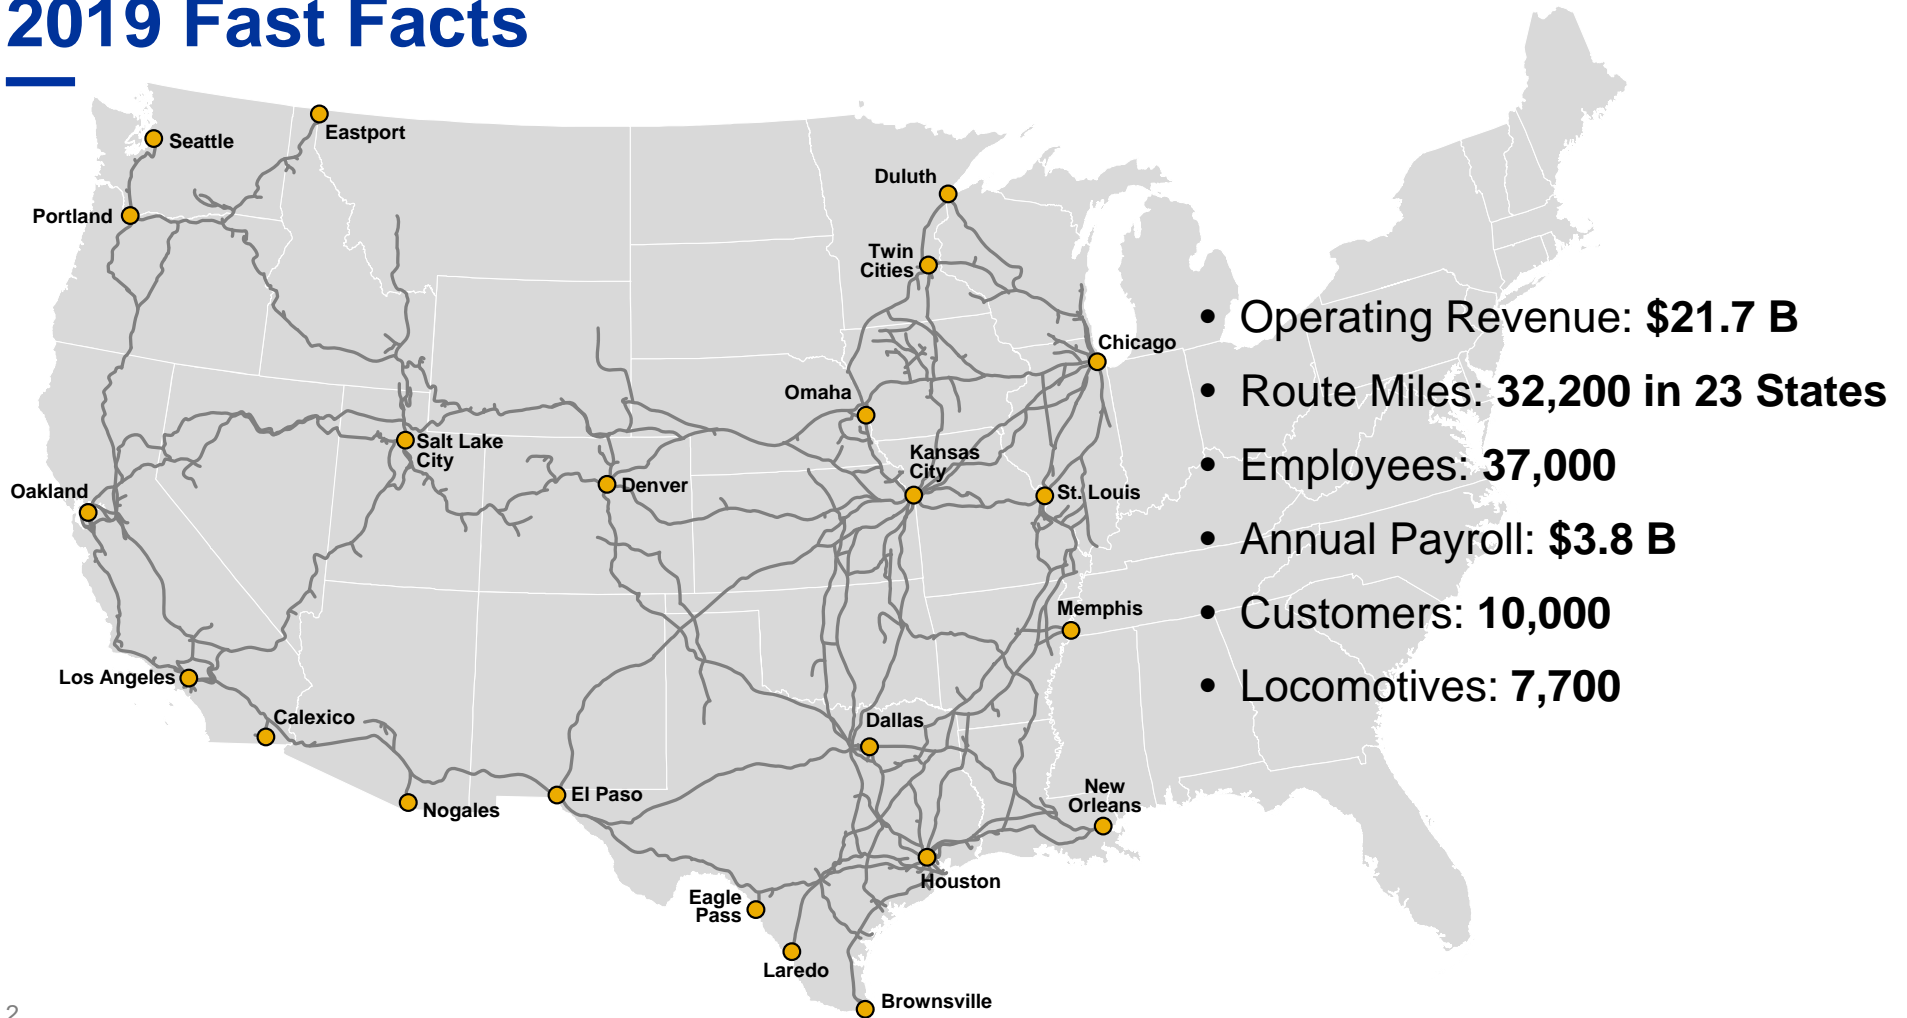 2019 Fast Facts
Eastport
Seattle
Duluth
Portland
Twin
Cities
• Operating Revenue: $21.7 B
Chicago
• Route Miles: 32,200 in 23 States
Omaha
Salt Lake
City
Kansas
City
• Employees: 37,000
Oakland
Denver
St. Louis
• Annual Payroll: $3.8 B
Memphis
• Customers: 10,000
Los Angeles
• Locomotives: 7,700
Calexico
Dallas
El Paso
New
Orleans
Nogales
Houston
Eagle
Pass
Laredo
Brownsville
2